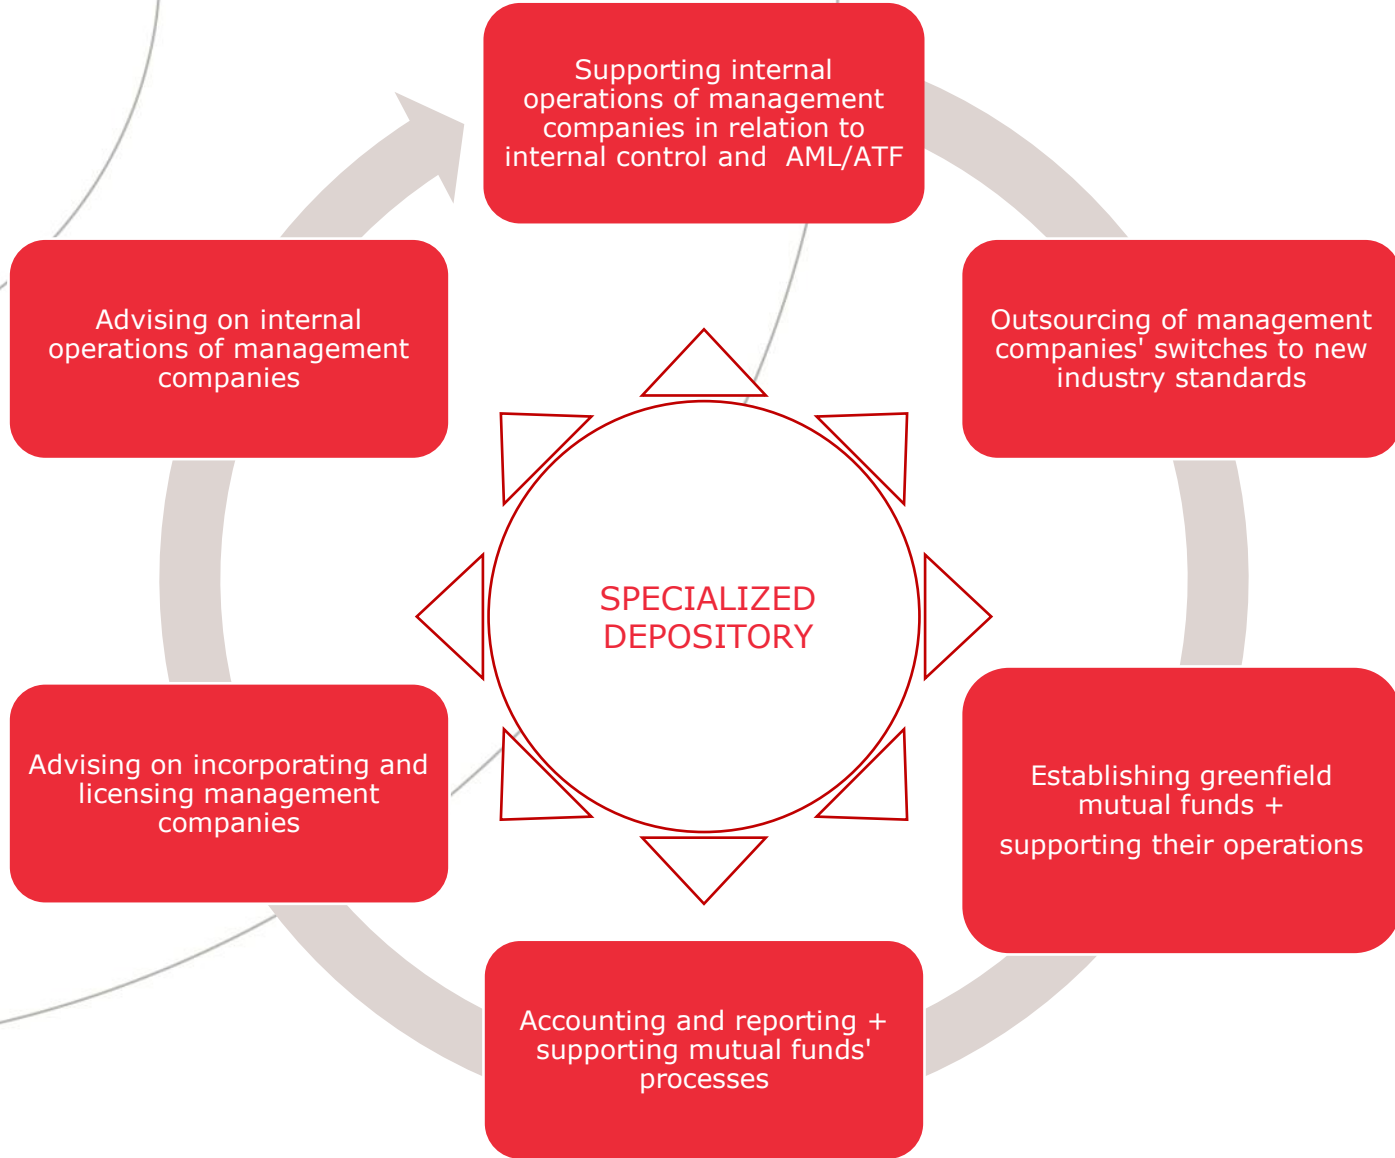 Supporting internal
operations of management
companies in relation to
internal control and  AML/ATF
Outsourcing of management
companies' switches to new
industry standards
Establishing greenfield
mutual funds +
supporting their operations
Accounting and reporting +
supporting mutual funds'
processes
Advising on incorporating and
licensing management
companies
Advising on internal
operations of management
companies
SPECIALIZED
DEPOSITORY